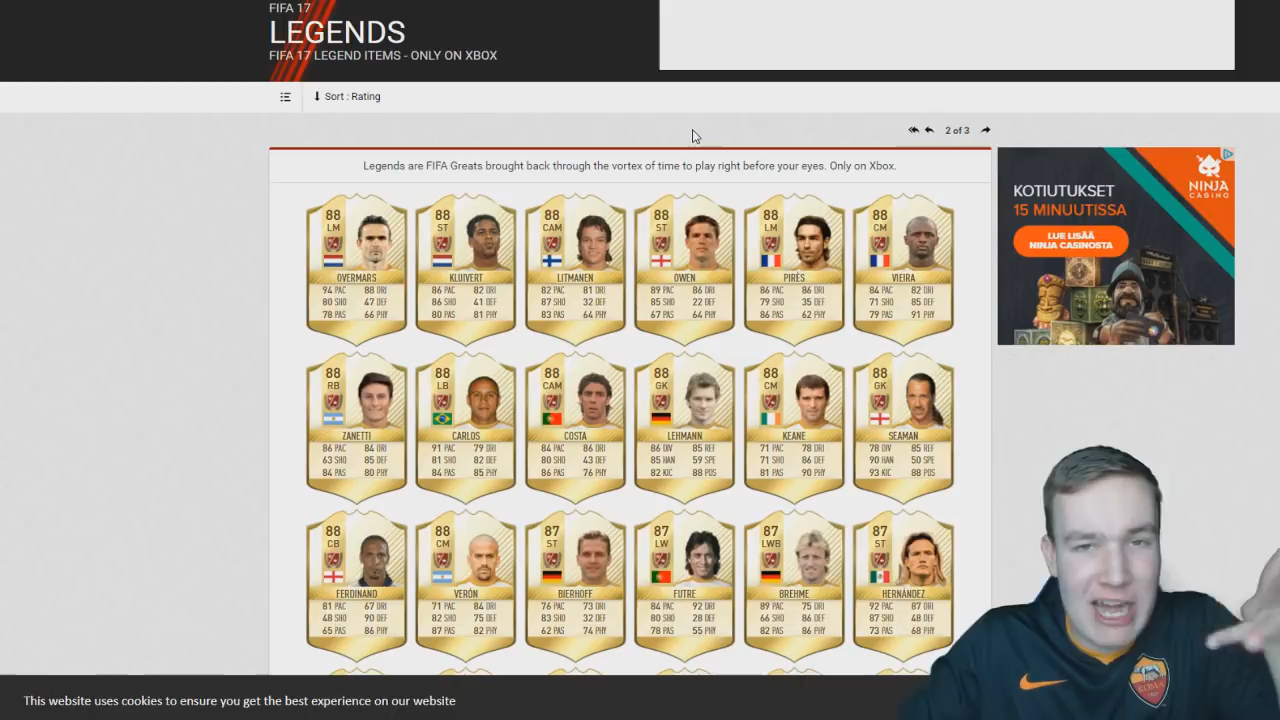 FIFA 17
LEGENDS
FIFA 17 LEGEND ITEMS - ONLY ON XBOX
Sort : Rating
2 of 3
Legends are FIFA Greats brought back through the vortex of time to play right before your eyes. Only on Xbox.
KOTIUTUKSET
15 MINUUTISSA
LUE LISÄÄ
NINJA CASINOSTA
NINJA
CASINO
88
LM
OVERMARS
94 PAC 88 DRI
80 SHO 47 DEF
78 PAS 66 PHY
88
ST
KLUIVERT
86 PAC 82 DRI
86 SHO 41 DEF
80 PAS 81 PHY
88
CAM
LITMANEN
82 PAC 81 DRI
87 SHO 32 DEF
83 PAS 64 PHY
88
ST
OWEN
89 PAC 86 DRI
85 SHO 22 DEF
67 PAS 64 PHY
88
LM
PIRÈS
86 PAC 86 DRI
79 SHO 35 DEF
86 PAS 62 PHY
88
CM
VIEIRA
84 PAC 82 DRI
71 SHO 85 DEF
79 PAS 91 PHY
88
RB
ZANETTI
86 PAC 84 DRI
63 SHO 85 DEF
84 PAS 80 PHY
88
LB
CARLOS
91 PAC 79 DRI
81 SHO 82 DEF
84 PAS 85 PHY
88
CAM
COSTA
84 PAC 86 DRI
80 SHO 43 DEF
86 PAS 76 PHY
88
GK
LEHMANN
86 DIV 85 REF
85 HAN 59 SPE
82 KIC 88 POS
88
CM
KEANE
71 PAC 78 DRI
71 SHO 86 DEF
81 PAS 90 PHY
88
GK
SEAMAN
78 DIV 85 REF
90 HAN 50 SPE
93 KIC 88 POS
88
CB
FERDINAND
81 PAC 67 DRI
48 SHO 90 DEF
65 PAS 86 PHY
88
CM
VERÓN
71 PAC 84 DRI
82 SHO 75 DEF
87 PAS 82 PHY
87
ST
BIERHOFF
76 PAC 73 DRI
83 SHO 32 DEF
62 PAS 74 PHY
87
LW
FUTRE
84 PAC 92 DRI
80 SHO 28 DEF
78 PAS 55 PHY
87
LWB
BREHME
89 PAC 75 DRI
66 SHO 86 DEF
82 PAS 86 PHY
87
ST
HERNÁNDEZ
92 PAC 87 DRI
87 SHO 48 DEF
73 PAS 68 PHY
ROMA
This website uses cookies to ensure you get the best experience on our website